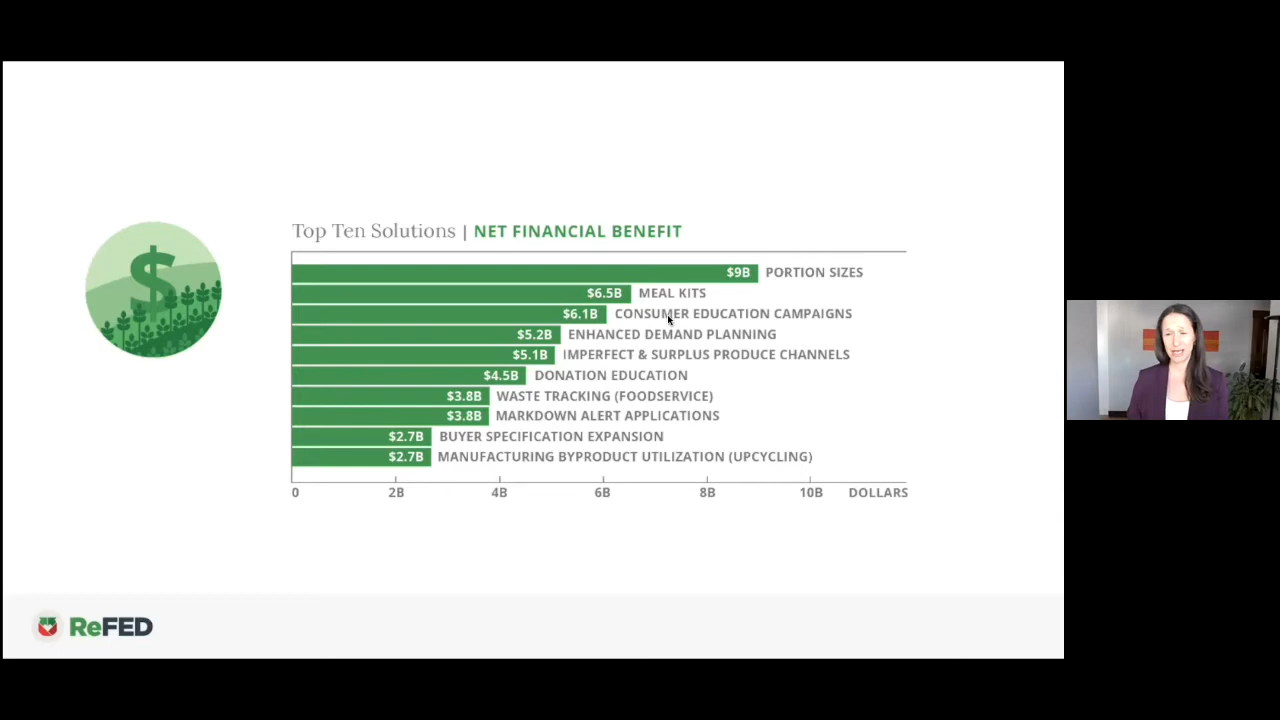 Top Ten Solutions | NET FINANCIAL BENEFIT
$9B PORTION SIZES
$6.5B MEAL KITS
$6.1B CONSUMER EDUCATION CAMPAIGNS
$5.2B ENHANCED DEMAND PLANNING
$5.1B IMPERFECT & SURPLUS PRODUCE CHANNELS
$4.5B DONATION EDUCATION
$3.8B WASTE TRACKING (FOODSERVICE)
$3.8B MARKDOWN ALERT APPLICATIONS
$2.7B BUYER SPECIFICATION EXPANSION
$2.7B MANUFACTURING BYPRODUCT UTILIZATION (UPCYCLING)
0 2B 4B 6B 8B 10B DOLLARS
$
ReFED